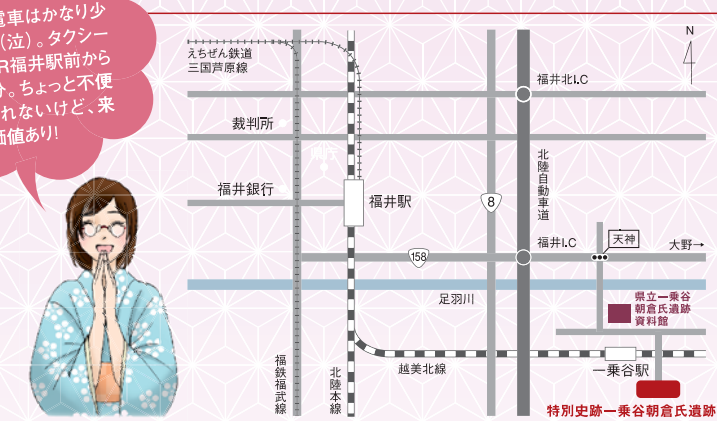 電車はかなり少
(泣)。タクシー
R福井駅前から
分。ちょっと不便
れないけど、来
価値あり!
えちぜん鉄道
三国芦原線
N
福井北I.C
裁判所
県庁
福井銀行
福井駅
8
北陸自動車道
158
福井I.C
天神
大野→
足羽川
県立一乗谷
朝倉氏遺跡
資料館
福鉄福武線
北陸本線
越美北線
一乗谷駅
特別史跡一乗谷朝倉氏遺跡